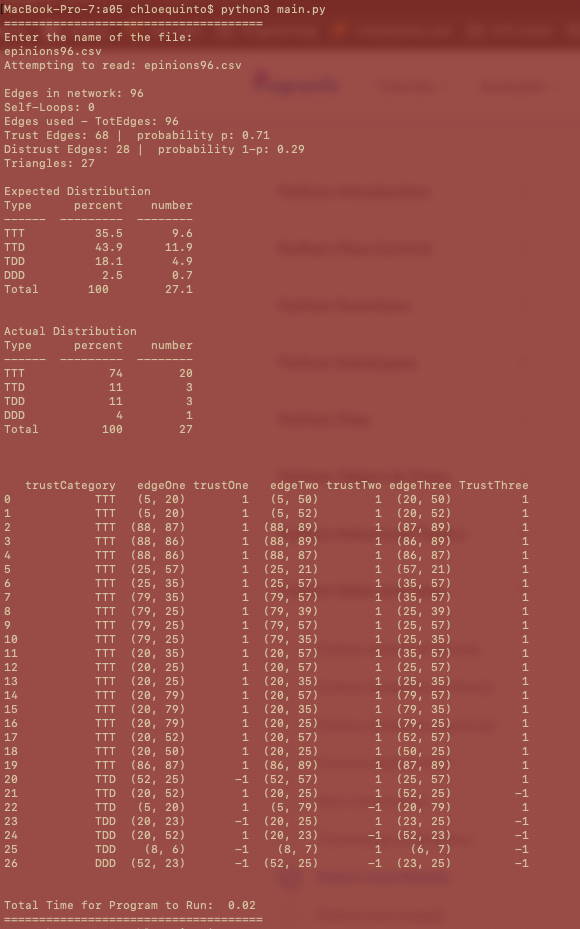 MacBook-Pro-7:a05 chloequinto$ python3 main.py
=====================================
Enter the name of the file:
epinions96.csv
Attempting to read: epinions96.csv
Edges in network: 96
Self-Loops: 0
Edges used - TotEdges: 96
Trust Edges: 68 |  probability p: 0.71
Distrust Edges: 28 |  probability 1-p: 0.29
Triangles: 27
Expected Distribution
Type      percent    number
------  ---------  --------
TTT          35.5       9.6
TTD          43.9      11.9
TDD          18.1       4.9
DDD           2.5       0.7
Total       100        27.1
Actual Distribution
Type      percent    number
------  ---------  --------
TTT            74        20
TTD            11         3
TDD            11         3
DDD             4         1
Total         100        27
   trustCategory   edgeOne trustOne   edgeTwo trustTwo edgeThree TrustThree
0            TTT   (5, 20)        1   (5, 50)        1  (20, 50)          1
1            TTT   (5, 20)        1   (5, 52)        1  (20, 52)          1
2            TTT  (88, 87)        1  (88, 89)        1  (87, 89)          1
3            TTT  (88, 86)        1  (88, 89)        1  (86, 89)          1
4            TTT  (88, 86)        1  (88, 87)        1  (86, 87)          1
5            TTT  (25, 57)        1  (25, 21)        1  (57, 21)          1
6            TTT  (25, 35)        1  (25, 57)        1  (35, 57)          1
7            TTT  (79, 35)        1  (79, 57)        1  (35, 57)          1
8            TTT  (79, 25)        1  (79, 39)        1  (25, 39)          1
9            TTT  (79, 25)        1  (79, 57)        1  (25, 57)          1
10           TTT  (79, 25)        1  (79, 35)        1  (25, 35)          1
11           TTT  (20, 35)        1  (20, 57)        1  (35, 57)          1
12           TTT  (20, 25)        1  (20, 57)        1  (25, 57)          1
13           TTT  (20, 25)        1  (20, 35)        1  (25, 35)          1
14           TTT  (20, 79)        1  (20, 57)        1  (79, 57)          1
15           TTT  (20, 79)        1  (20, 35)        1  (79, 35)          1
16           TTT  (20, 79)        1  (20, 25)        1  (79, 25)          1
17           TTT  (20, 52)        1  (20, 57)        1  (52, 57)          1
18           TTT  (20, 50)        1  (20, 25)        1  (50, 25)          1
19           TTT  (86, 87)        1  (86, 89)        1  (87, 89)          1
20           TTD  (52, 25)       -1  (52, 57)        1  (25, 57)          1
21           TTD  (20, 52)        1  (20, 25)        1  (52, 25)         -1
22           TTD   (5, 20)        1   (5, 79)       -1  (20, 79)          1
23           TDD  (20, 23)       -1  (20, 25)        1  (23, 25)         -1
24           TDD  (20, 52)        1  (20, 23)       -1  (52, 23)         -1
25           TDD    (8, 6)       -1    (8, 7)        1    (6, 7)         -1
26           DDD  (52, 23)       -1  (52, 25)       -1  (23, 25)         -1
Total Time for Program to Run:  0.02
=====================================